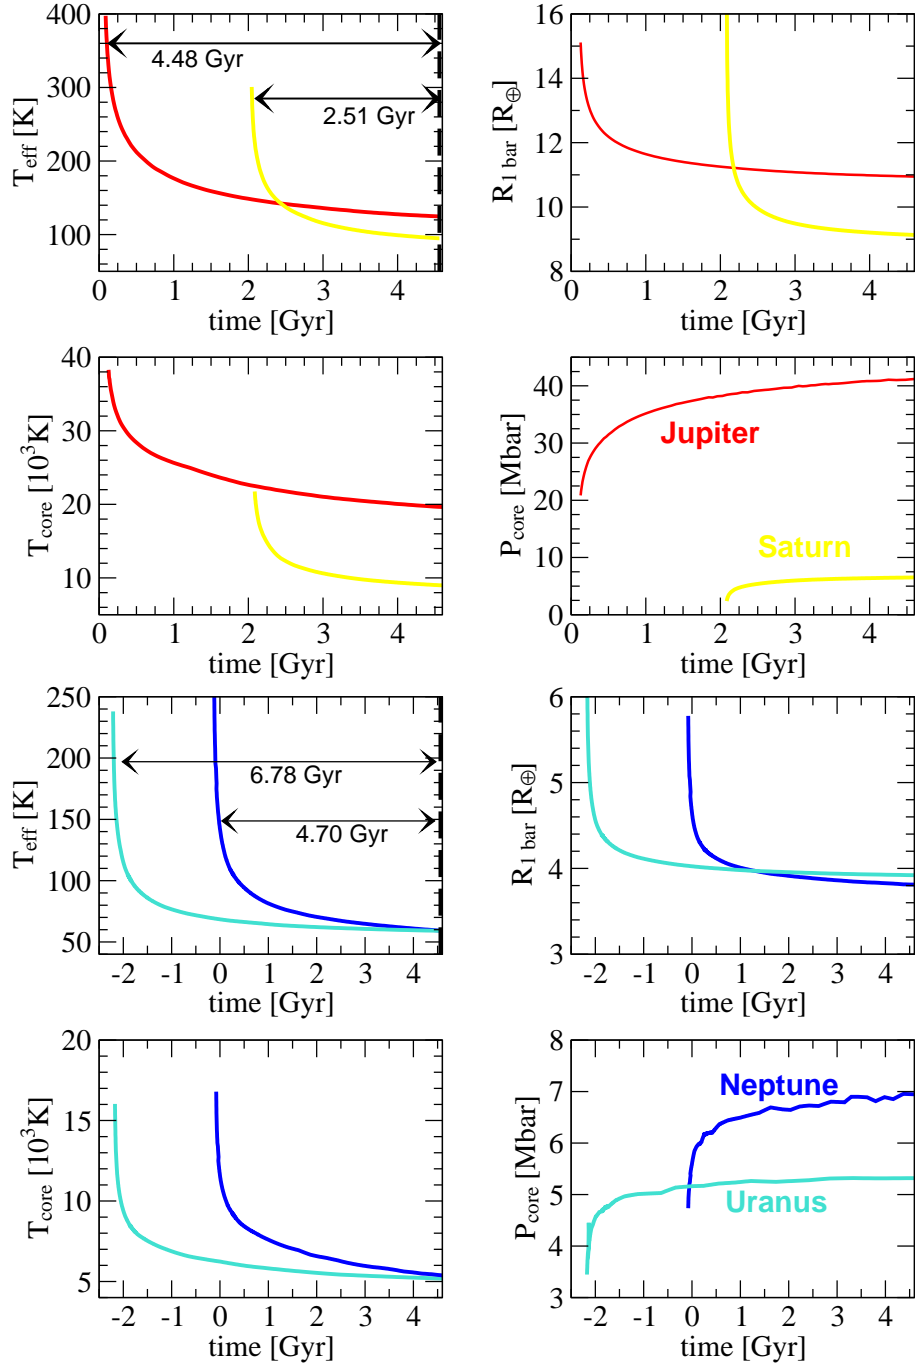 400
300
200
100
T_eff [K]
4.48 Gyr
2.51 Gyr
0 1 2 3 4
time [Gyr]
16
14
12
10
8
R_1 bar [R_⊕]
0 1 2 3 4
time [Gyr]
40
30
20
10
T_core [10^3K]
0 1 2 3 4
time [Gyr]
40
30
20
10
0
P_core [Mbar]
Jupiter
Saturn
0 1 2 3 4
time [Gyr]
250
200
150
100
50
T_eff [K]
6.78 Gyr
4.70 Gyr
-2 -1 0 1 2 3 4
time [Gyr]
6
5
4
3
R_1 bar [R_⊕]
-2 -1 0 1 2 3 4
time [Gyr]
20
15
10
5
T_core [10^3K]
-2 -1 0 1 2 3 4
time [Gyr]
8
7
6
5
4
3
P_core [Mbar]
Neptune
Uranus
-2 -1 0 1 2 3 4
time [Gyr]